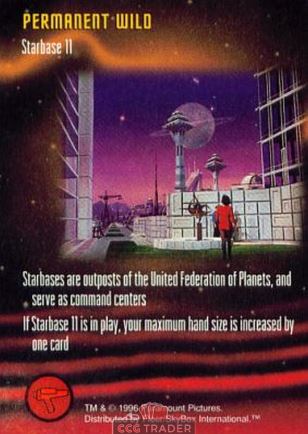 PERMANENT WILD
Starbase 11
Starbases are outposts of the United Federation of Planets, and
serve as command centers
If Starbase 11 is in play, your maximum hand size is increased by
one card
TM & © 1996 Paramount Pictures.
Distributed by Fleer/SkyBox International.™
CCG TRADER